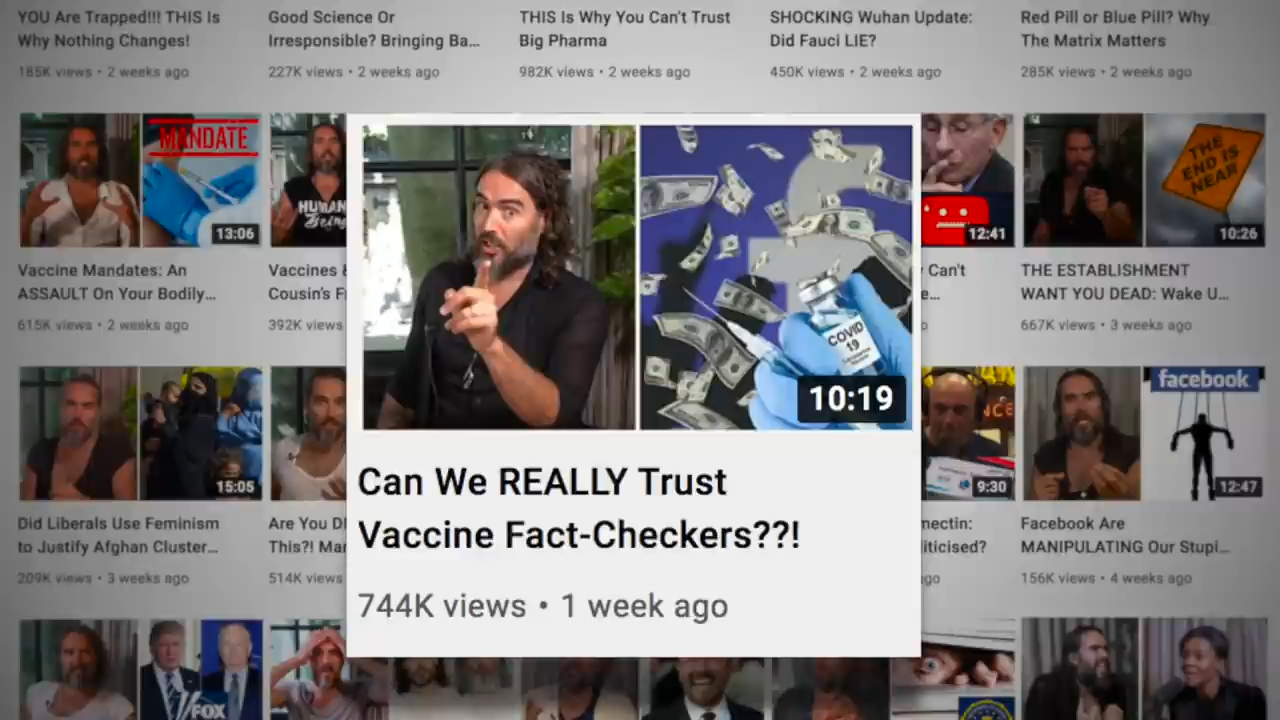 YOU Are Trapped!!! THIS Is
Why Nothing Changes!
185K views • 2 weeks ago
Good Science Or
Irresponsible? Bringing Ba...
227K views • 2 weeks ago
THIS Is Why You Can't Trust
Big Pharma
982K views • 2 weeks ago
SHOCKING Wuhan Update:
Did Fauci LIE?
450K views • 2 weeks ago
Red Pill or Blue Pill? Why
The Matrix Matters
285K views • 2 weeks ago
MANDATE
13:06
Vaccine Mandates: An
ASSAULT On Your Bodily...
615K views • 2 weeks ago
HUMAN
Being
Vaccines
Cousin's
392K views
COVID
19
10:19
Can We REALLY Trust
Vaccine Fact-Checkers??!
744K views • 1 week ago
12:41
Can't
THE
END IS
NEAR
10:26
THE ESTABLISHMENT
WANT YOU DEAD: Wake U...
667K views • 3 weeks ago
15:05
Did Liberals Use Feminism
to Justify Afghan Cluster...
209K views • 3 weeks ago
Are You
This?!
514K views
9:30
facebook
12:47
Facebook Are
MANIPULATING Our Stupi...
156K views • 4 weeks ago
FOX